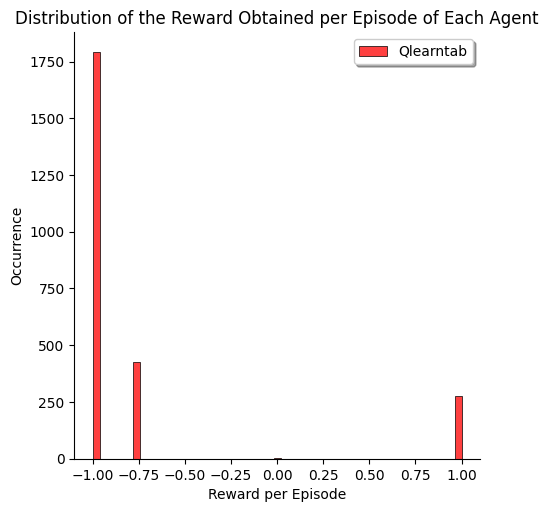 Distribution of the Reward Obtained per Episode of Each Agent
Qlearntab
1750
1500
1250
1000
750
500
250
0
Occurrence
−1.00 −0.75 −0.50 −0.25 0.00 0.25 0.50 0.75 1.00
Reward per Episode